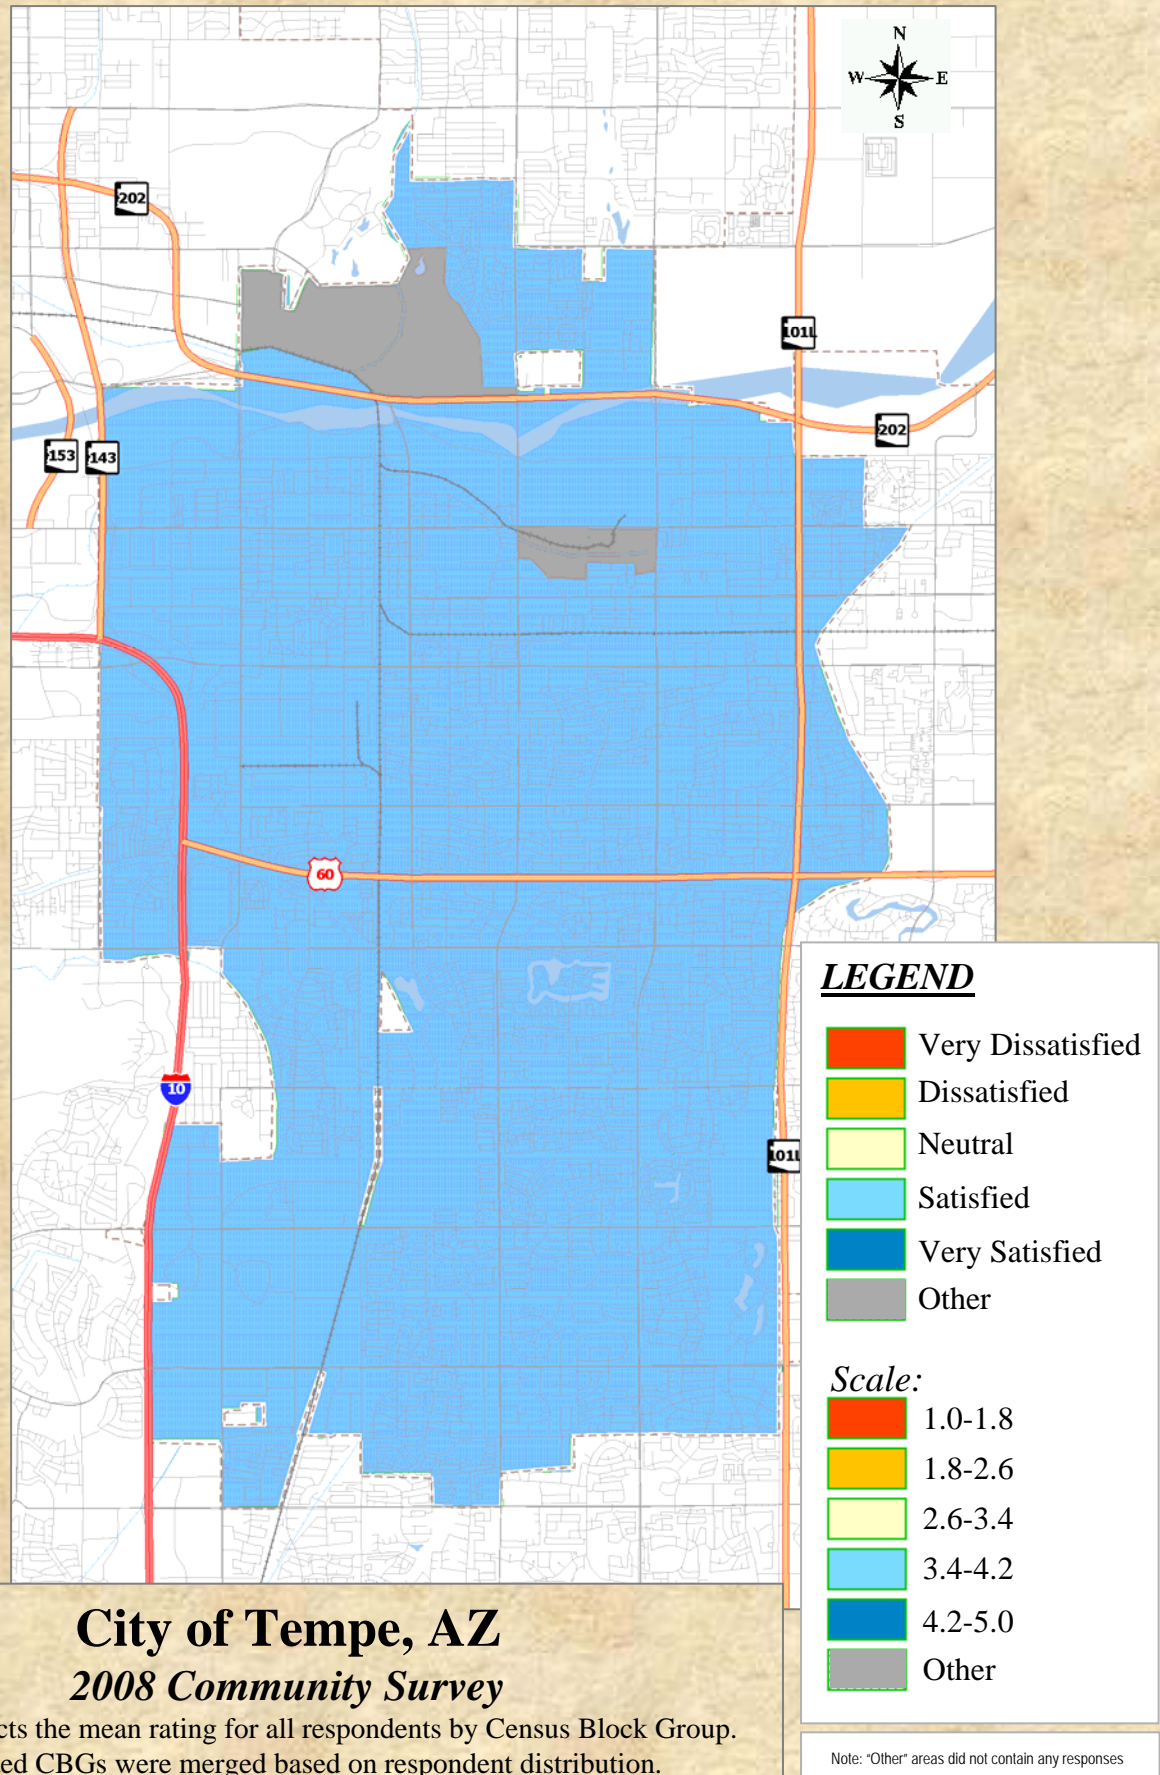 N
W E
S
202
101L
202
153
143
60
10
101L
LEGEND
Very Dissatisfied
Dissatisfied
Neutral
Satisfied
Very Satisfied
Other
Scale:
1.0-1.8
1.8-2.6
2.6-3.4
3.4-4.2
4.2-5.0
Other
City of Tempe, AZ
2008 Community Survey
cts the mean rating for all respondents by Census Block Group.
ed CBGs were merged based on respondent distribution.
Note: "Other" areas did not contain any responses